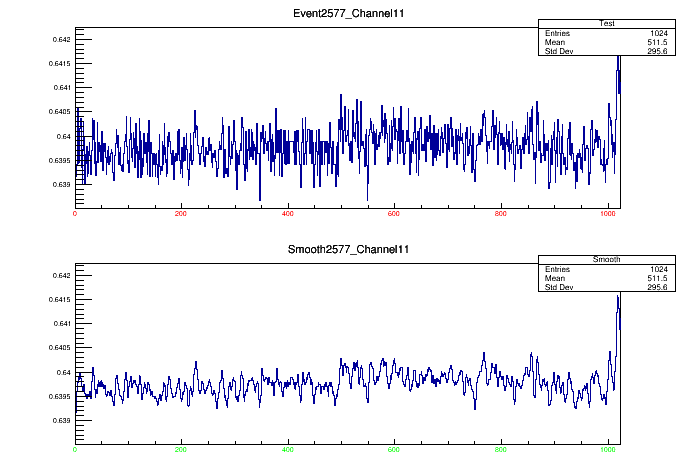 Event2577_Channel11
Test
Entries 1024
Mean 511.5
Std Dev 295.6
0.642
0.6415
0.641
0.6405
0.64
0.6395
0.639
0 200 400 600 800 1000
Smooth2577_Channel11
Smooth
Entries 1024
Mean 511.5
Std Dev 295.6
0.642
0.6415
0.641
0.6405
0.64
0.6395
0.639
0 200 400 600 800 1000